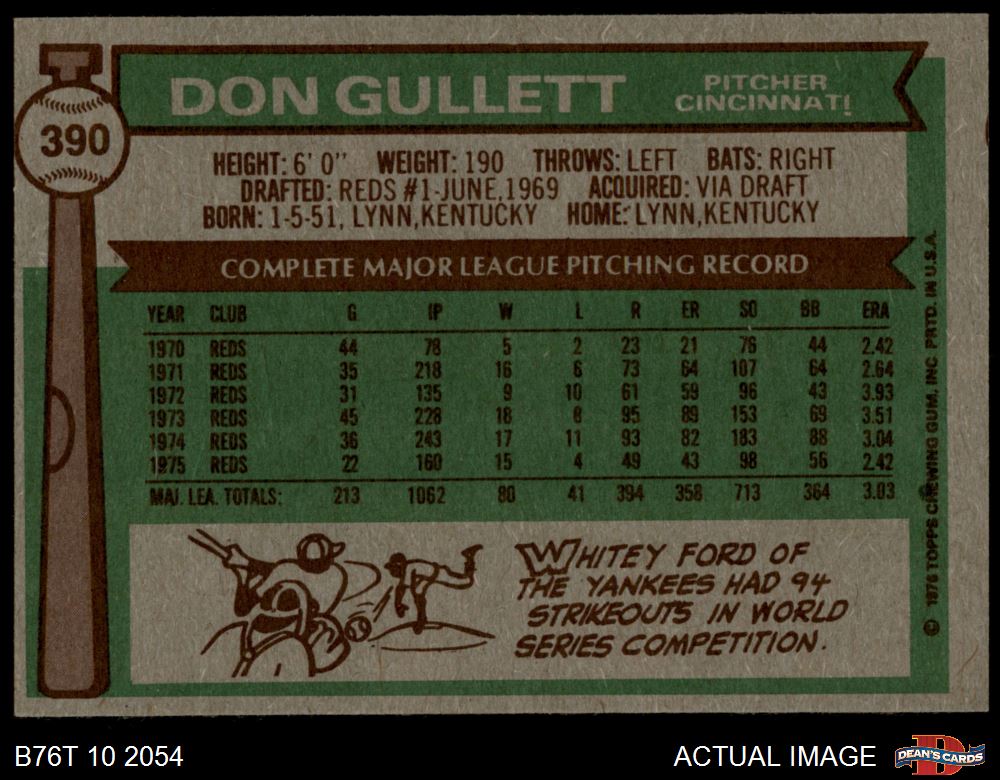 390
DON GULLETT
PITCHER
CINCINNATI
HEIGHT: 6' 0" WEIGHT: 190 THROWS: LEFT BATS: RIGHT
DRAFTED: REDS #1-JUNE,1969 ACQUIRED: VIA DRAFT
BORN: 1-5-51, LYNN,KENTUCKY HOME: LYNN,KENTUCKY
COMPLETE MAJOR LEAGUE PITCHING RECORD
YEAR CLUB G IP W L R ER SO BB ERA
1970 REDS 44 78 5 2 23 21 76 44 2.42
1971 REDS 35 218 16 6 73 64 107 64 2.64
1972 REDS 31 135 9 10 61 59 96 43 3.93
1973 REDS 45 228 18 8 95 89 153 69 3.51
1974 REDS 36 243 17 11 93 82 183 88 3.04
1975 REDS 22 160 15 4 49 43 98 56 2.42
MAJ. LEA. TOTALS: 213 1062 80 41 394 358 713 364 3.03
WHITEY FORD OF
THE YANKEES HAD 94
STRIKEOUTS IN WORLD
SERIES COMPETITION.
© 1976 TOPPS CHEWING GUM, INC PRTD. IN U.S.A.
B76T 10 2054
ACTUAL IMAGE
DEAN'S CARDS